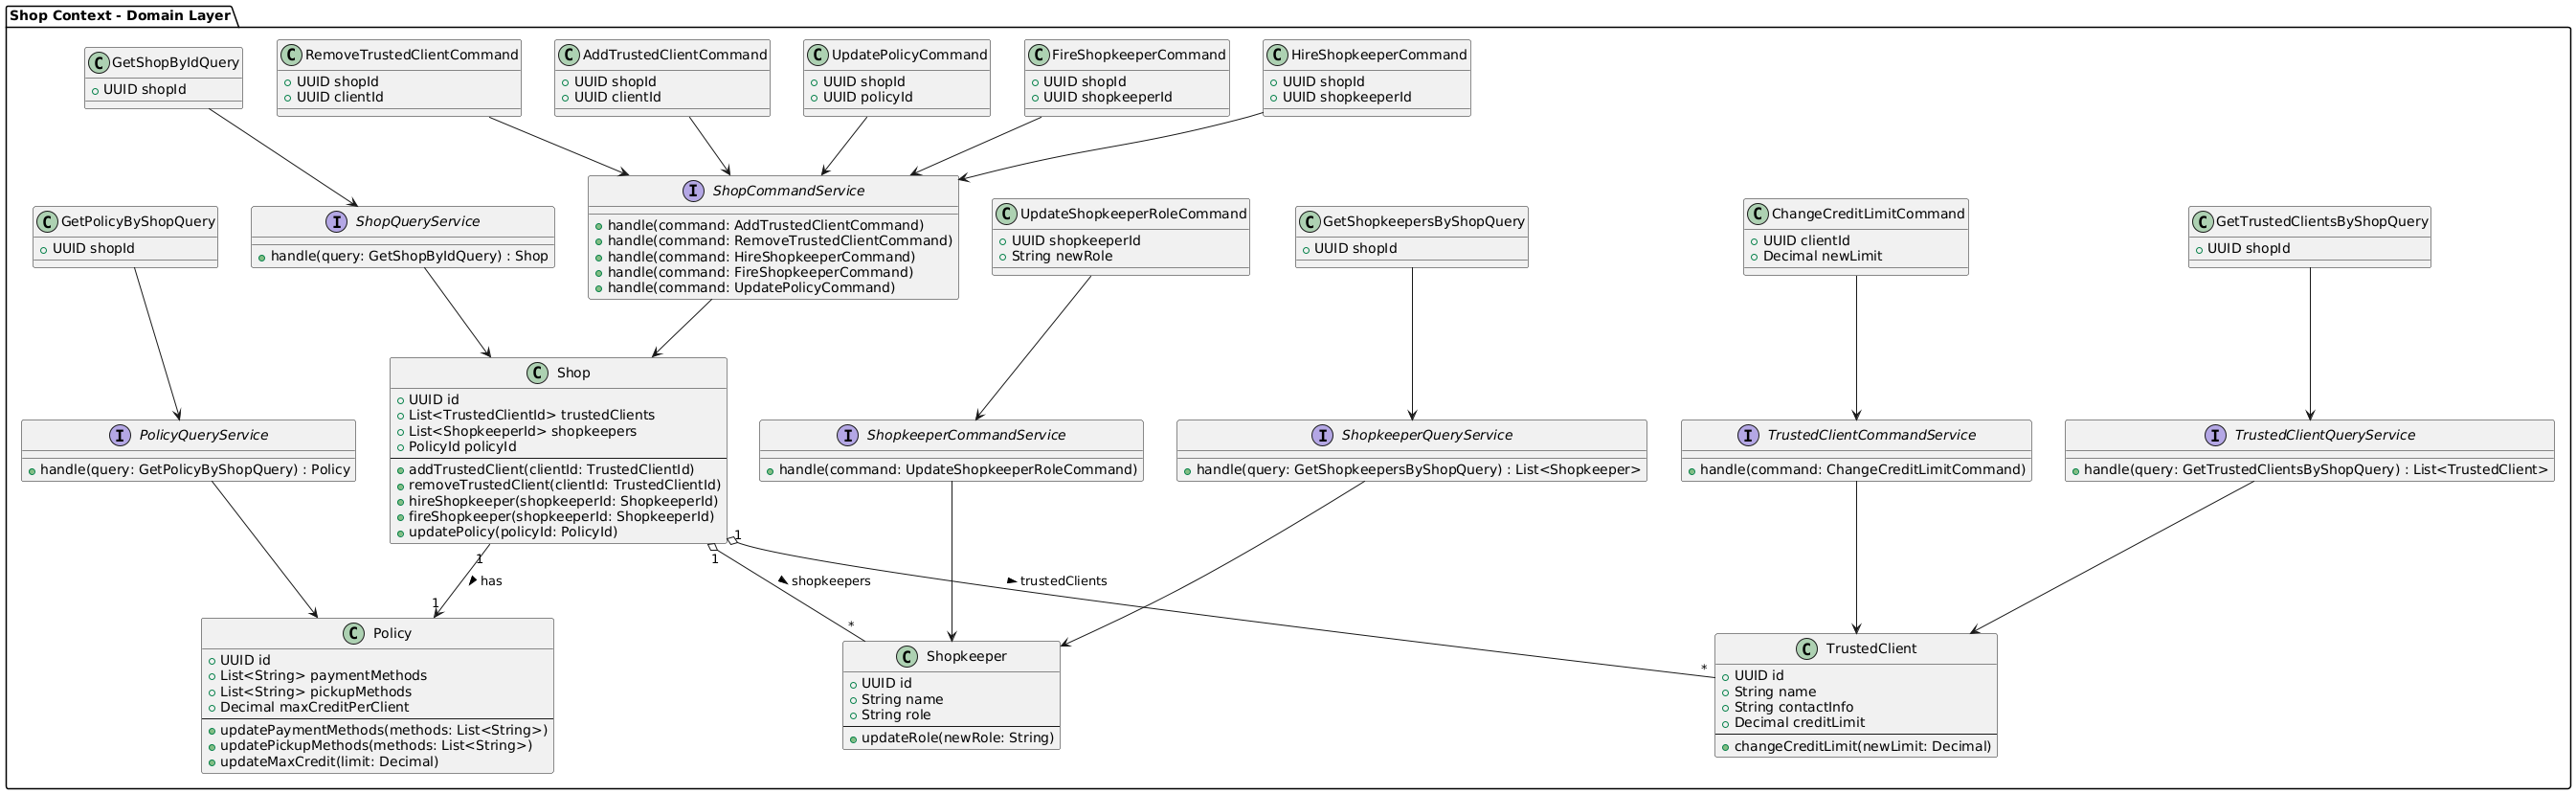 Shop Context - Domain Layer
C GetShopByIdQuery
UUID shopId
C RemoveTrustedClientCommand
UUID shopId
UUID clientId
C AddTrustedClientCommand
UUID shopId
UUID clientId
C UpdatePolicyCommand
UUID shopId
UUID policyId
C FireShopkeeperCommand
UUID shopId
UUID shopkeeperId
C HireShopkeeperCommand
UUID shopId
UUID shopkeeperId
C GetPolicyByShopQuery
UUID shopId
I ShopQueryService
handle(query: GetShopByIdQuery) : Shop
I ShopCommandService
handle(command: AddTrustedClientCommand)
handle(command: RemoveTrustedClientCommand)
handle(command: HireShopkeeperCommand)
handle(command: FireShopkeeperCommand)
handle(command: UpdatePolicyCommand)
C UpdateShopkeeperRoleCommand
UUID shopkeeperId
String newRole
C GetShopkeepersByShopQuery
UUID shopId
C ChangeCreditLimitCommand
UUID clientId
Decimal newLimit
C GetTrustedClientsByShopQuery
UUID shopId
I PolicyQueryService
handle(query: GetPolicyByShopQuery) : Policy
C Shop
UUID id
List<TrustedClientId> trustedClients
List<ShopkeeperId> shopkeepers
PolicyId policyId
addTrustedClient(clientId: TrustedClientId)
removeTrustedClient(clientId: TrustedClientId)
hireShopkeeper(shopkeeperId: ShopkeeperId)
fireShopkeeper(shopkeeperId: ShopkeeperId)
updatePolicy(policyId: PolicyId)
I ShopkeeperCommandService
handle(command: UpdateShopkeeperRoleCommand)
I ShopkeeperQueryService
handle(query: GetShopkeepersByShopQuery) : List<Shopkeeper>
I TrustedClientCommandService
handle(command: ChangeCreditLimitCommand)
I TrustedClientQueryService
handle(query: GetTrustedClientsByShopQuery) : List<TrustedClient>
1
1
1
has
shopkeepers
trustedClients
1
*
*
C Policy
UUID id
List<String> paymentMethods
List<String> pickupMethods
Decimal maxCreditPerClient
updatePaymentMethods(methods: List<String>)
updatePickupMethods(methods: List<String>)
updateMaxCredit(limit: Decimal)
C Shopkeeper
UUID id
String name
String role
updateRole(newRole: String)
C TrustedClient
UUID id
String name
String contactInfo
Decimal creditLimit
changeCreditLimit(newLimit: Decimal)